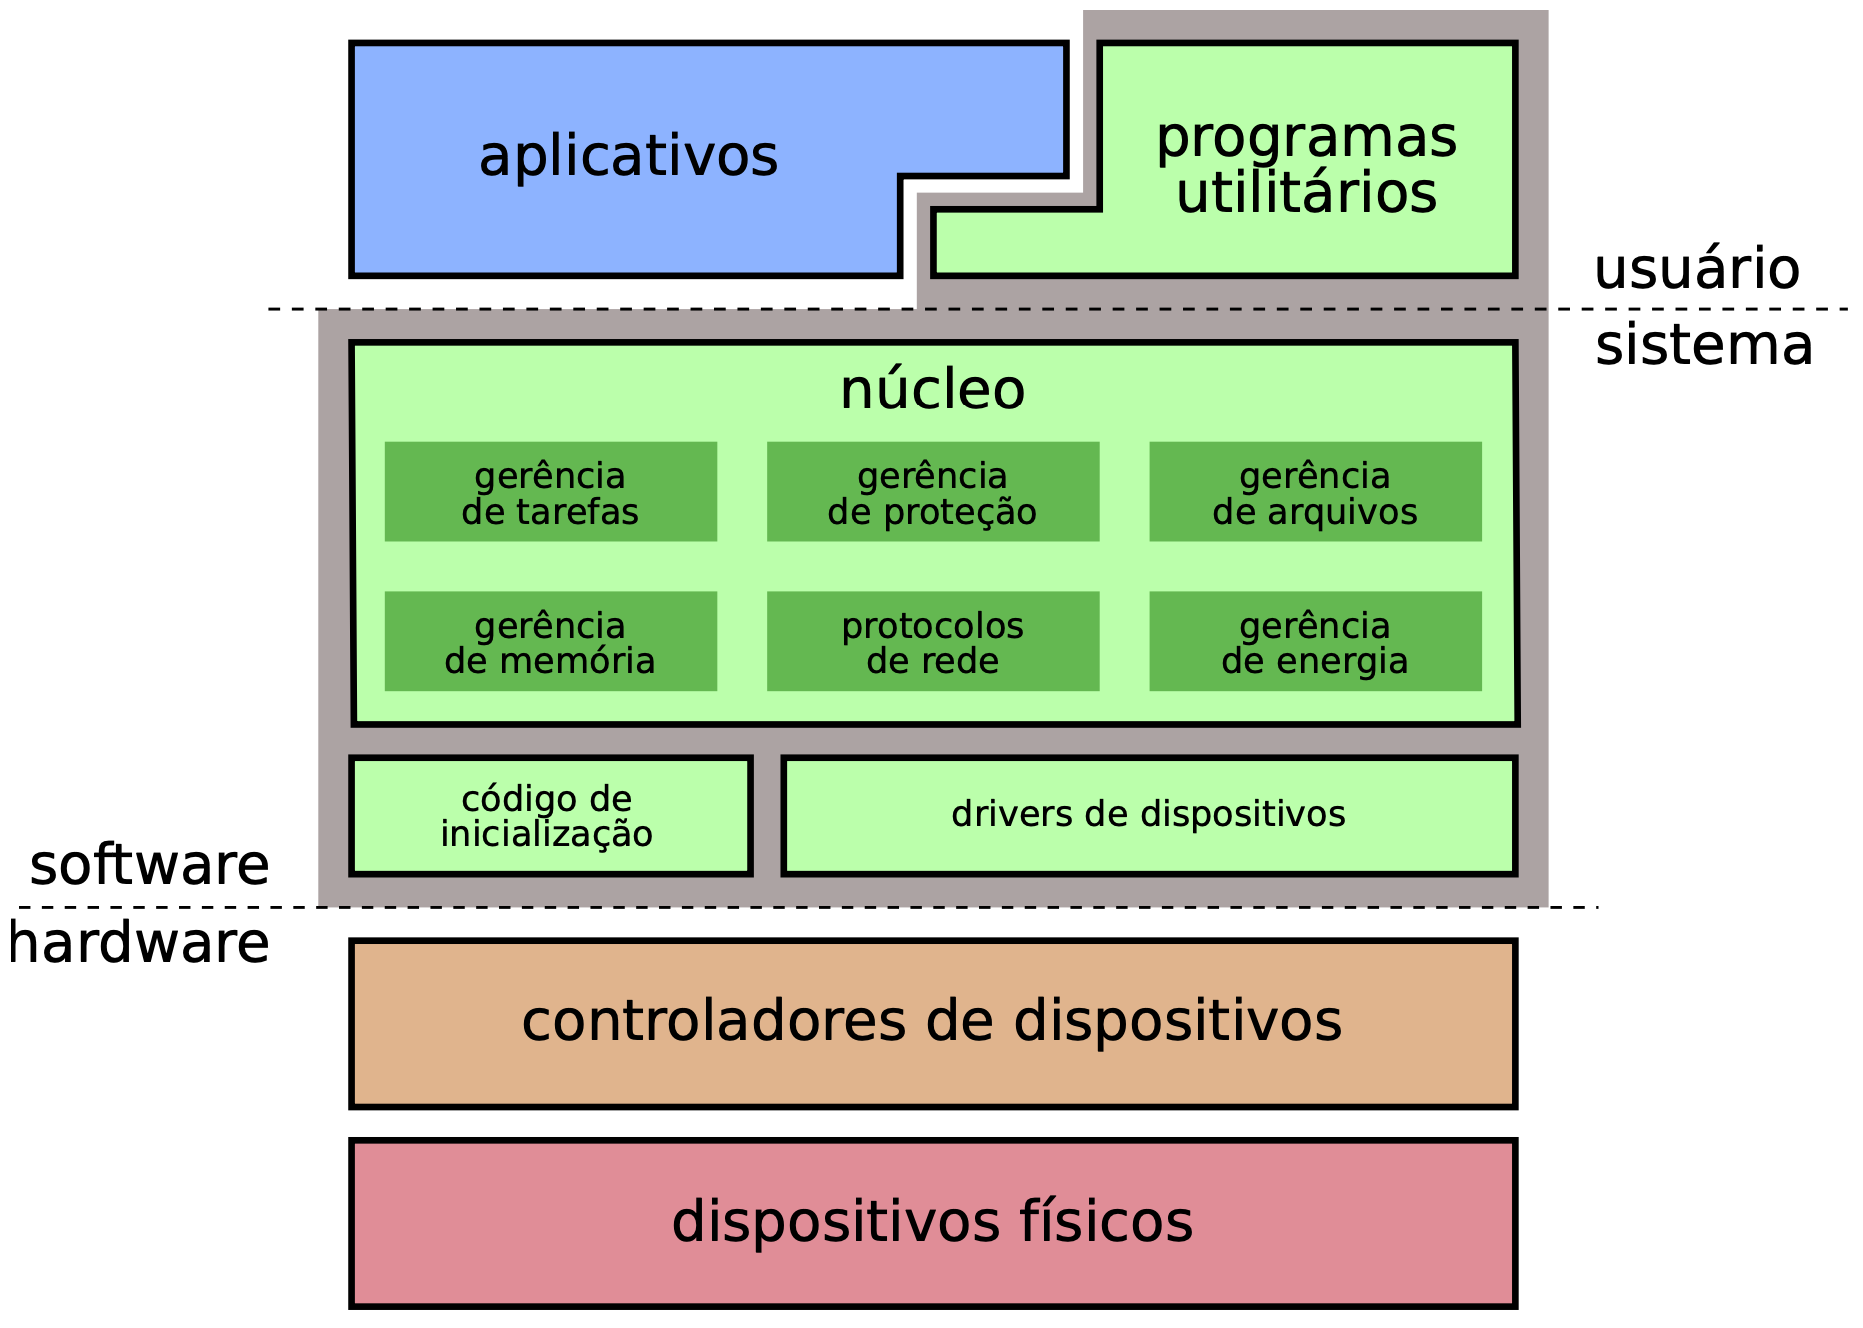 aplicativos
programas
utilitários
usuário
sistema
núcleo
gerência
de tarefas
gerência
de proteção
gerência
de arquivos
gerência
de memória
protocolos
de rede
gerência
de energia
código de
inicialização
drivers de dispositivos
software
hardware
controladores de dispositivos
dispositivos físicos